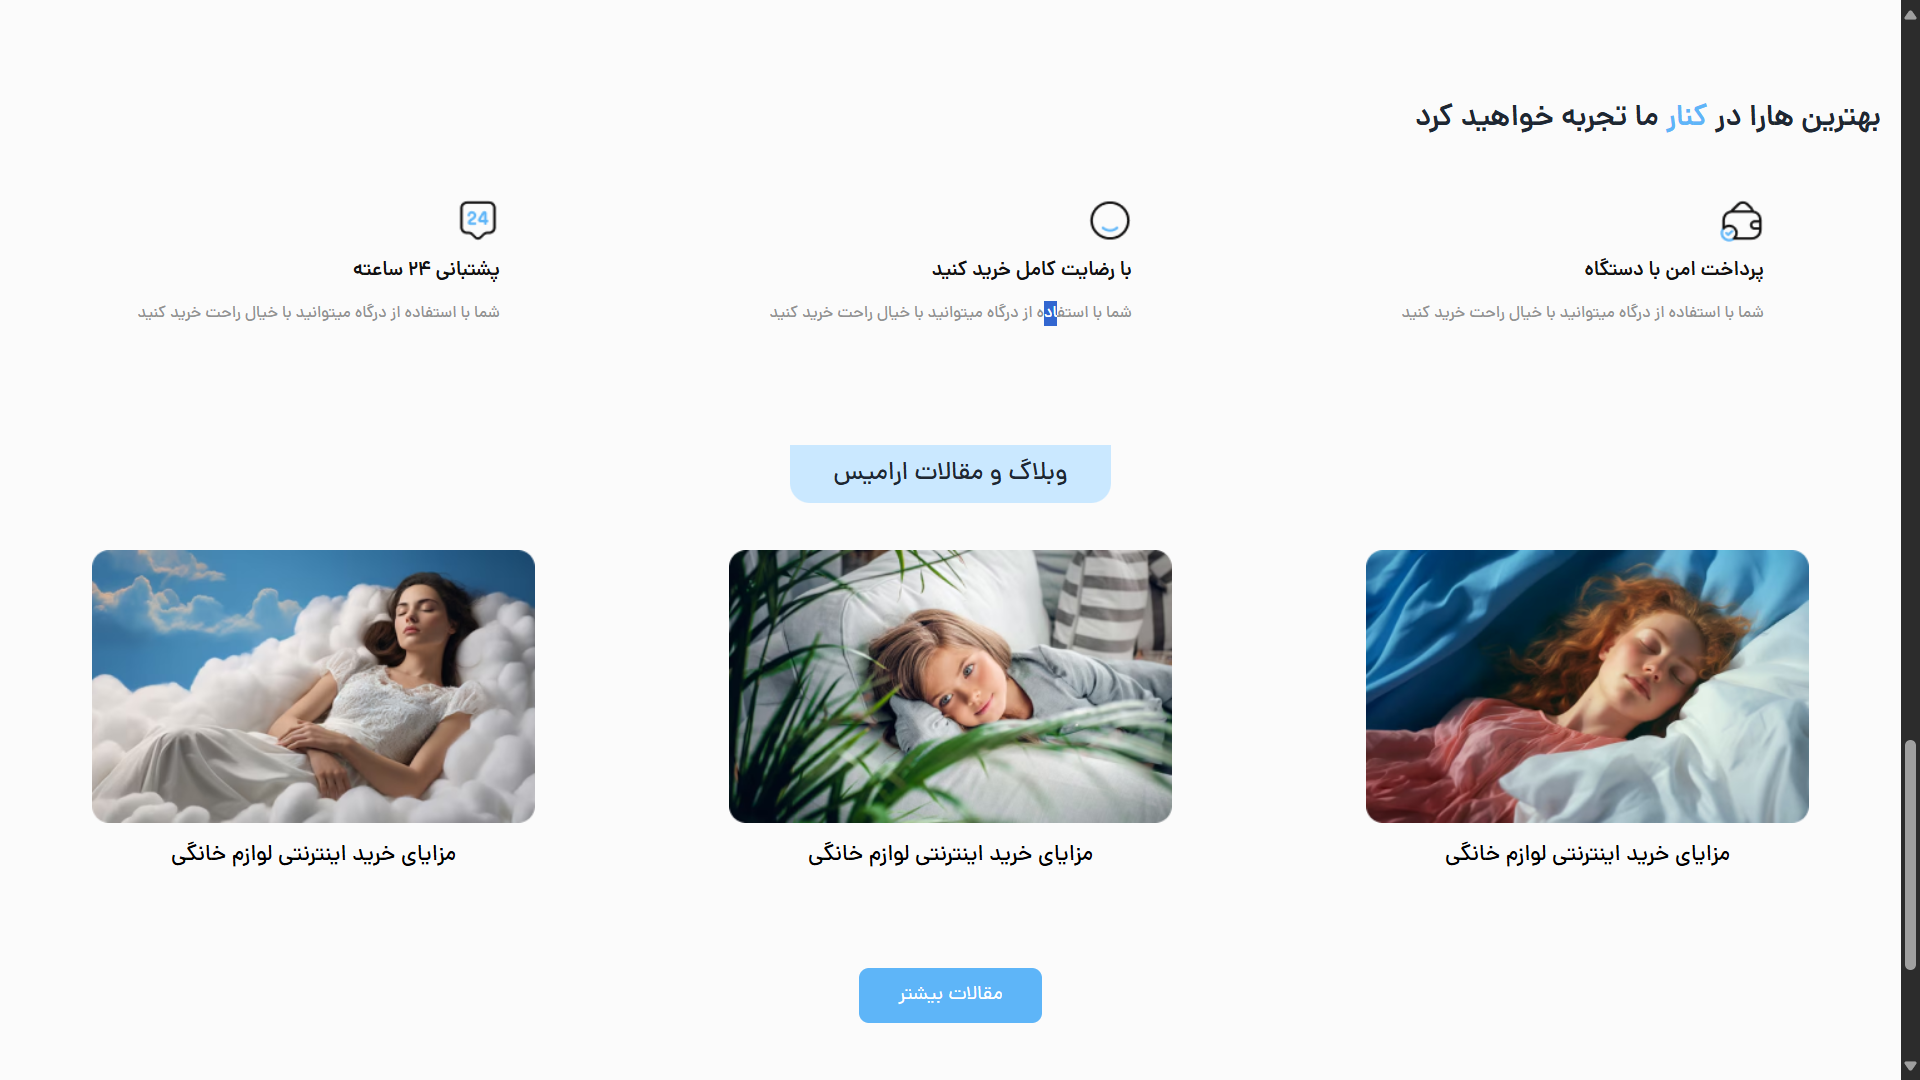 بهترین هارا در کنار ما تجربه خواهید کرد
پرداخت امن با دستگاه
شما با استفاده از درگاه میتوانید با خیال راحت خرید کنید
با رضایت کامل خرید کنید
شما با استفاده از درگاه میتوانید با خیال راحت خرید کنید
24
پشتبانی ۲۴ ساعته
شما با استفاده از درگاه میتوانید با خیال راحت خرید کنید
وبلاگ و مقالات ارامیس
مزایای خرید اینترنتی لوازم خانگی
مزایای خرید اینترنتی لوازم خانگی
مزایای خرید اینترنتی لوازم خانگی
مقالات بیشتر